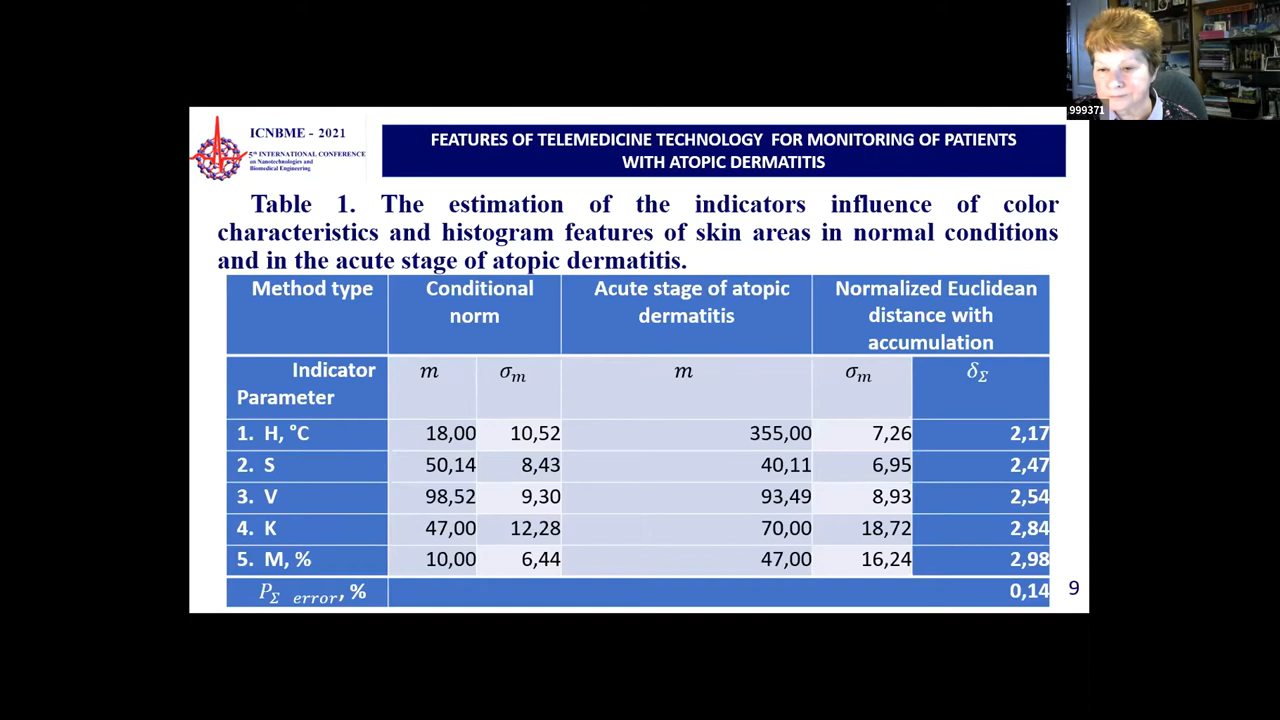 999371
ICNBME - 2021
5th INTERNATIONAL CONFERENCE
on Nanotechnologies and
Biomedical Engineering
FEATURES OF TELEMEDICINE TECHNOLOGY FOR MONITORING OF PATIENTS
WITH ATOPIC DERMATITIS
Table 1. The estimation of the indicators influence of color
characteristics and histogram features of skin areas in normal conditions
and in the acute stage of atopic dermatitis.
Method type Conditional norm Acute stage of atopic dermatitis Normalized Euclidean distance with accumulation
Indicator Parameter m σm m σm δΣ
1. H, °C 18,00 10,52 355,00 7,26 2,17
2. S 50,14 8,43 40,11 6,95 2,47
3. V 98,52 9,30 93,49 8,93 2,54
4. K 47,00 12,28 70,00 18,72 2,84
5. M, % 10,00 6,44 47,00 16,24 2,98
PΣ error, % 0,14
9